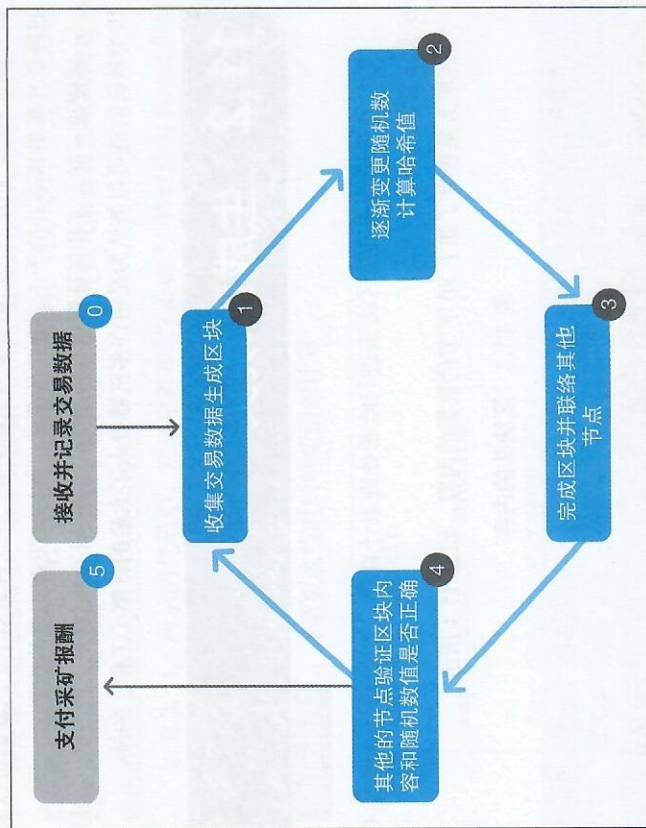 支付采矿报酬
5
接收并记录交易数据
0
收集交易数据生成区块
1
逐渐变更随机数
计算哈希值
2
完成区块并联络其他
节点
3
其他的节点验证区块内
容和随机数值是否正确
4